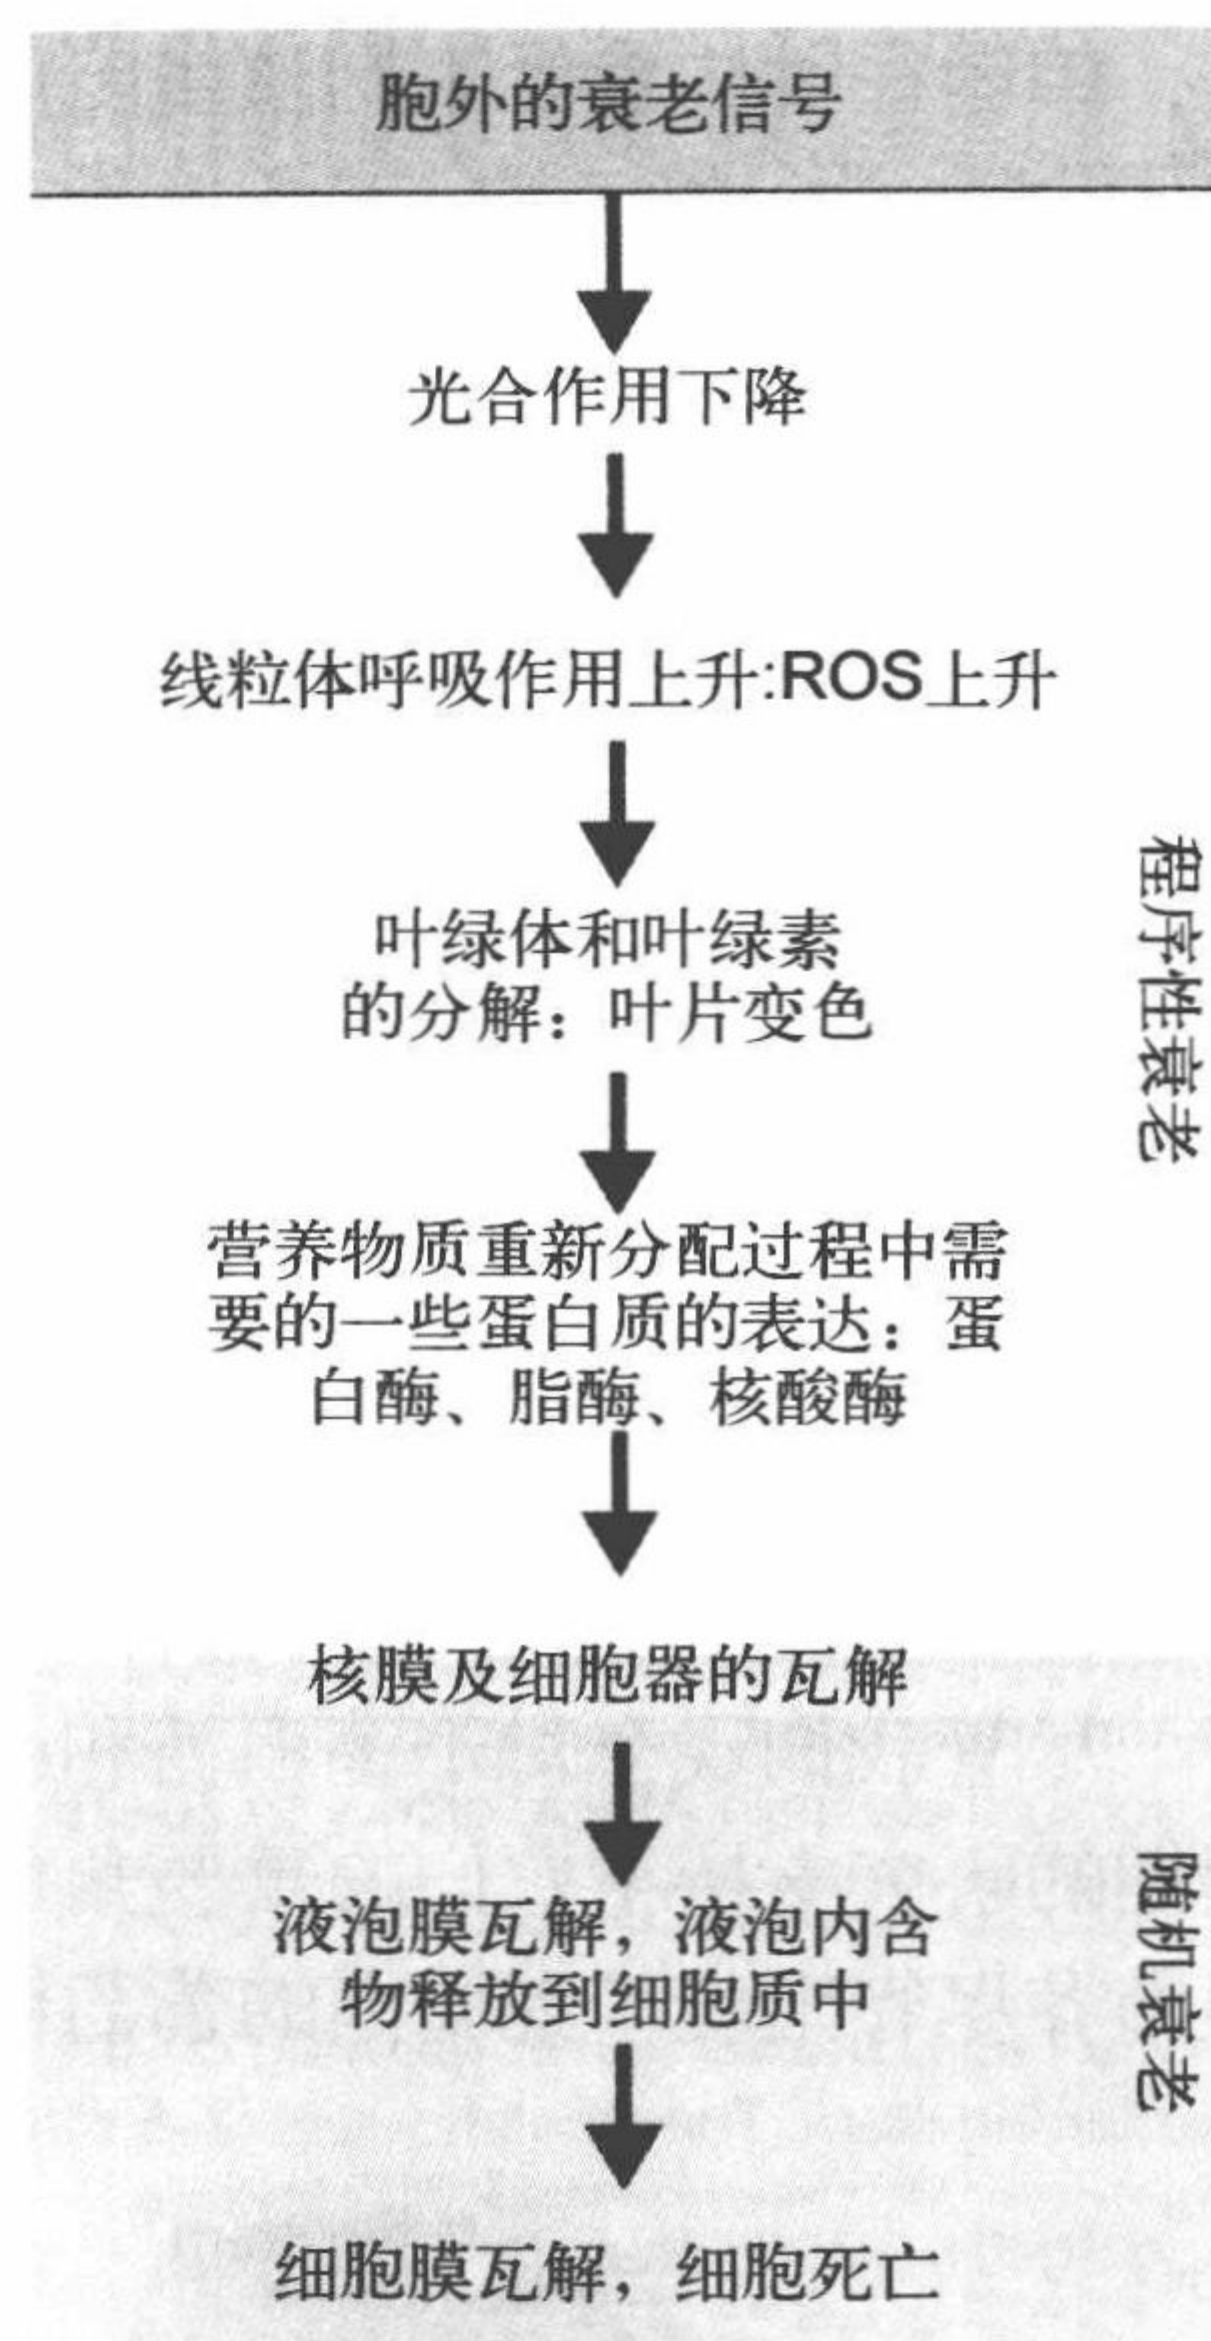 胞外的衰老信号
光合作用下降
线粒体呼吸作用上升:ROS上升
叶绿体和叶绿素
的分解：叶片变色
程序性衰老
营养物质重新分配过程中需
要的一些蛋白质的表达：蛋
白酶、脂酶、核酸酶
核膜及细胞器的瓦解
液泡膜瓦解，液泡内含
物释放到细胞质中
随机衰老
细胞膜瓦解，细胞死亡